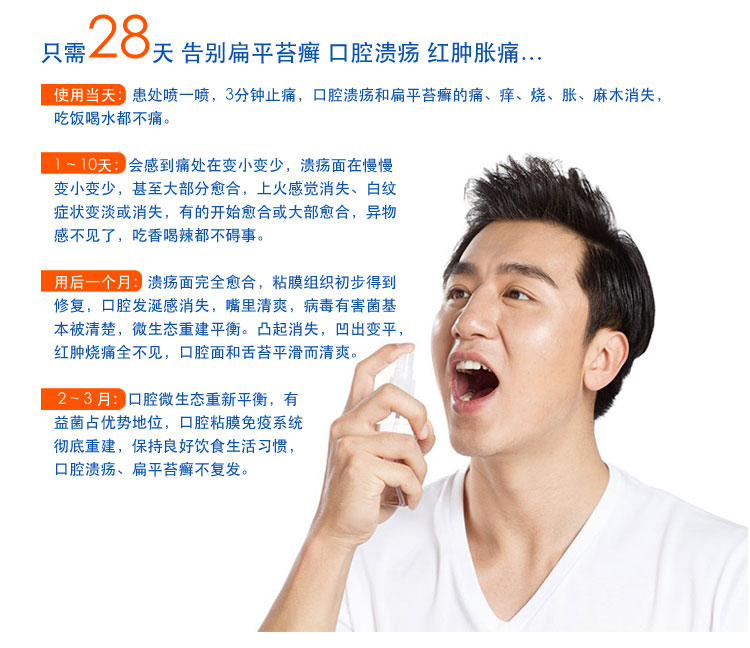 只需28天 告别扁平苔癣 口腔溃疡 红肿胀痛...
使用当天：患处喷一喷，3分钟止痛，口腔溃疡和扁平苔癣的痛、痒、烧、胀、麻木消失，
吃饭喝水都不痛。
1~10天：会感到痛处在变小变少，溃疡面在慢慢
变小变少，甚至大部分愈合，上火感觉消失、白纹
症状变淡或消失，有的开始愈合或大部愈合，异物
感不见了，吃香喝辣都不碍事。
用后一个月：溃疡面完全愈合，粘膜组织初步得到
修复，口腔发涎感消失，嘴里清爽，病毒有害菌基
本被清楚，微生态重建平衡。凸起消失，凹出变平，
红肿烧痛全不见，口腔面和舌苔平滑而清爽。
2~3月：口腔微生态重新平衡，有
益菌占优势地位，口腔粘膜免疫系统
彻底重建，保持良好饮食生活习惯，
口腔溃疡、扁平苔癣不复发。